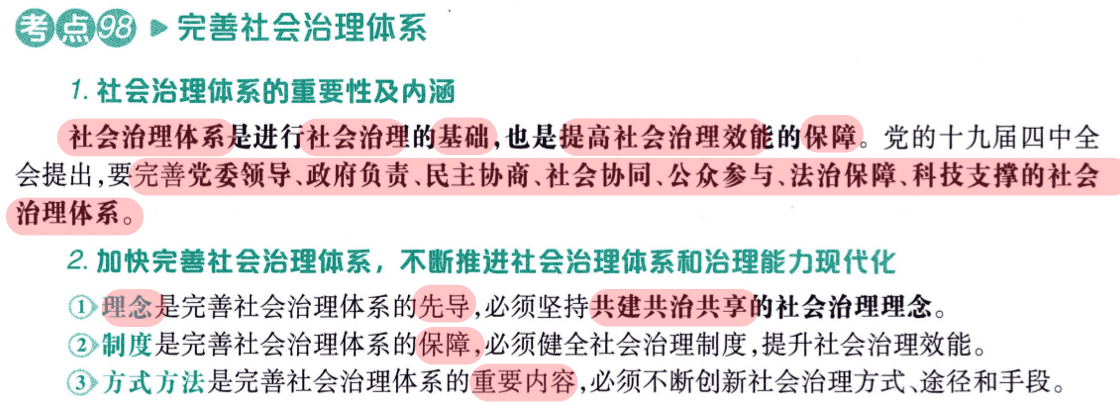 考点98 ▶ 完善社会治理体系
1. 社会治理体系的重要性及内涵
社会治理体系是进行社会治理的基础,也是提高社会治理效能的保障。党的十九届四中全
会提出,要完善党委领导、政府负责、民主协商、社会协同、公众参与、法治保障、科技支撑的社会
治理体系。
2. 加快完善社会治理体系，不断推进社会治理体系和治理能力现代化
①理念是完善社会治理体系的先导,必须坚持共建共治共享的社会治理理念。
②制度是完善社会治理体系的保障,必须健全社会治理制度,提升社会治理效能。
③方式方法是完善社会治理体系的重要内容,必须不断创新社会治理方式、途径和手段。